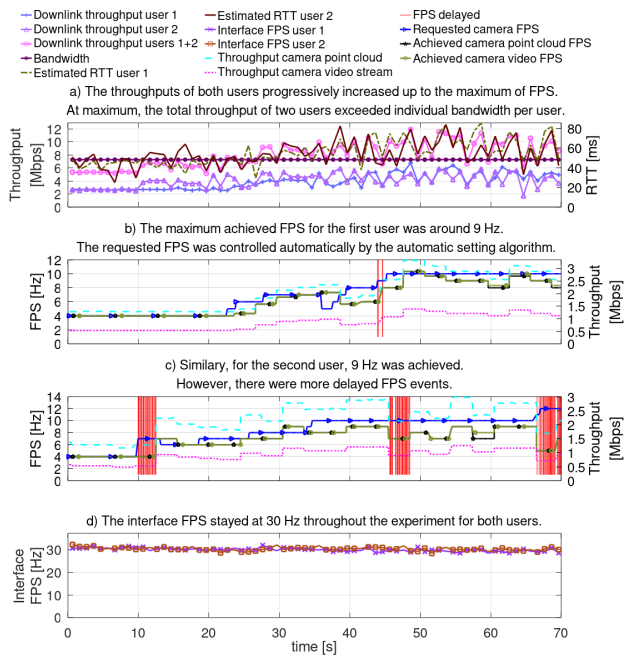 Downlink throughput user 1
Downlink throughput user 2
Downlink throughput users 1+2
Bandwidth
Estimated RTT user 1
Estimated RTT user 2
Interface FPS user 1
Interface FPS user 2
Throughput camera point cloud
Throughput camera video stream
FPS delayed
Requested camera FPS
Achieved camera point cloud FPS
Achieved camera video FPS
a) The throughputs of both users progressively increased up to the maximum of FPS.
At maximum, the total throughput of two users exceeded individual bandwidth per user.
Throughput
[Mbps]
12
10
8
6
4
2
0
80
60
40
20
0
RTT [ms]
b) The maximum achieved FPS for the first user was around 9 Hz.
The requested FPS was controlled automatically by the automatic setting algorithm.
FPS [Hz]
12
10
8
6
4
2
0
3
2.5
2
1.5
1
0.5
0
Throughput
[Mbps]
c) Similary, for the second user, 9 Hz was achieved.
However, there were more delayed FPS events.
FPS [Hz]
14
12
10
8
6
4
2
0
3
2.5
2
1.5
1
0.5
0
Throughput
[Mbps]
d) The interface FPS stayed at 30 Hz throughout the experiment for both users.
Interface
FPS [Hz]
30
20
10
0
0 10 20 30 40 50 60 70
time [s]